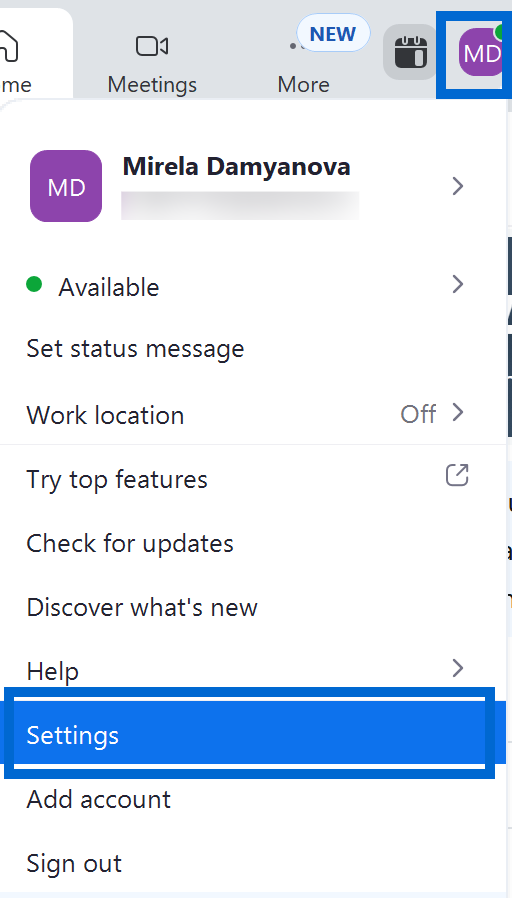 NEW
me
Meetings
More
MD
MD
Mirela Damyanova
Available
Set status message
Work location
Off
Try top features
Check for updates
Discover what's new
Help
Settings
Add account
Sign out